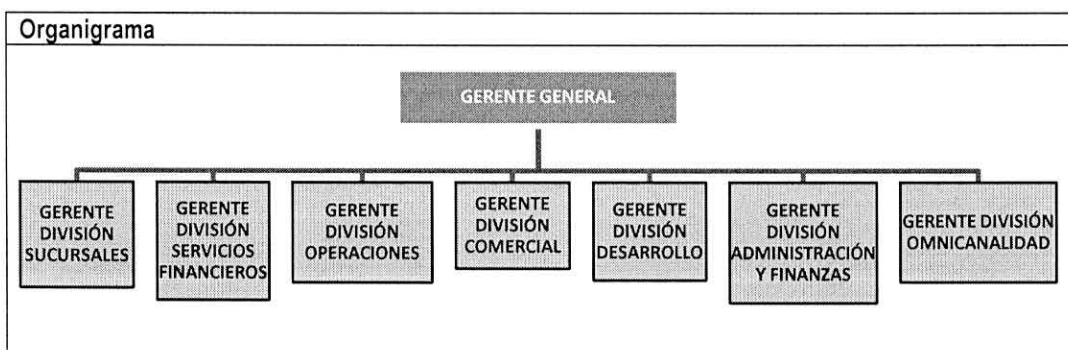 Organigrama
GERENTE GENERAL
GERENTE
DIVISIÓN
SUCURSALES
GERENTE
DIVISIÓN
SERVICIOS
FINANCIEROS
GERENTE
DIVISIÓN
OPERACIONES
GERENTE
DIVISIÓN
COMERCIAL
GERENTE
DIVISIÓN
DESARROLLO
GERENTE
DIVISIÓN
ADMINISTRACIÓN
Y FINANZAS
GERENTE DIVISIÓN
OMNICANALIDAD